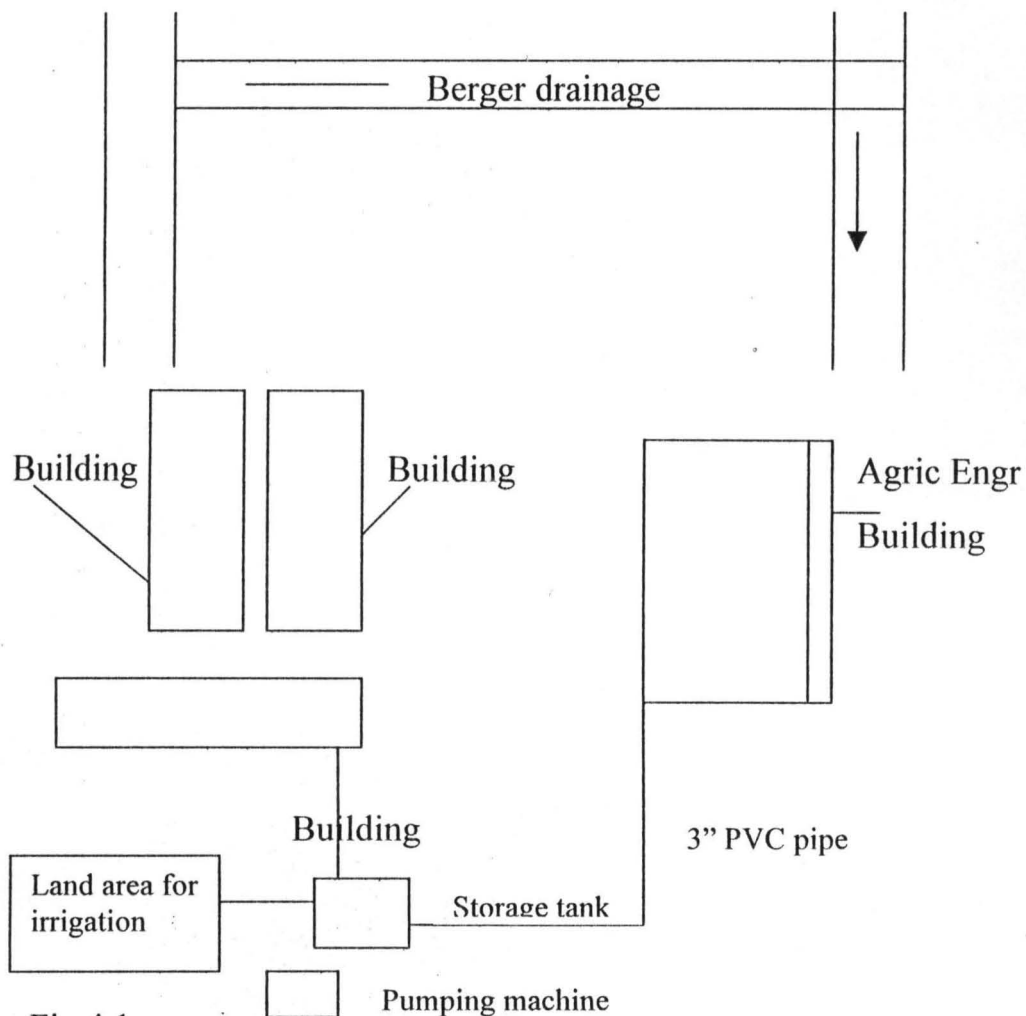 Berger drainage
Building
Building
Agric Engr
Building
Building
3” PVC pipe
Land area for
irrigation
Storage tank
Pumping machine